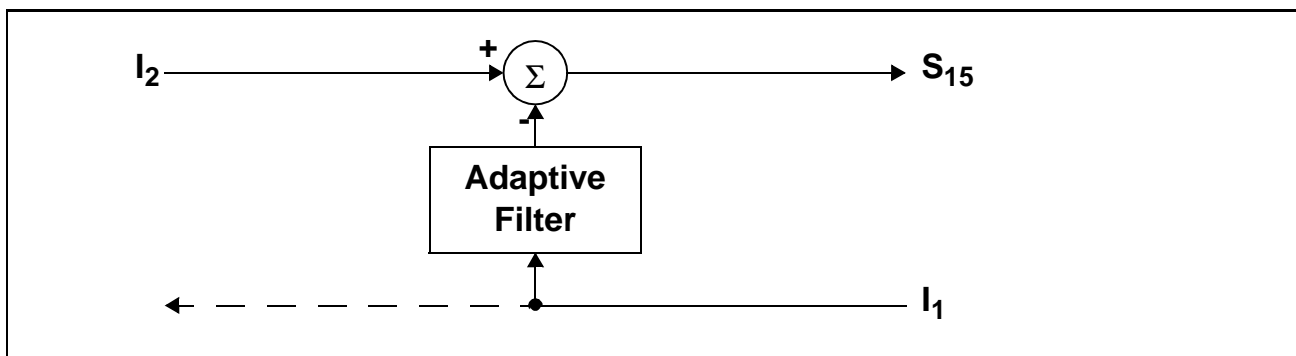 +
I2
Σ
S15
-
Adaptive
Filter
I1